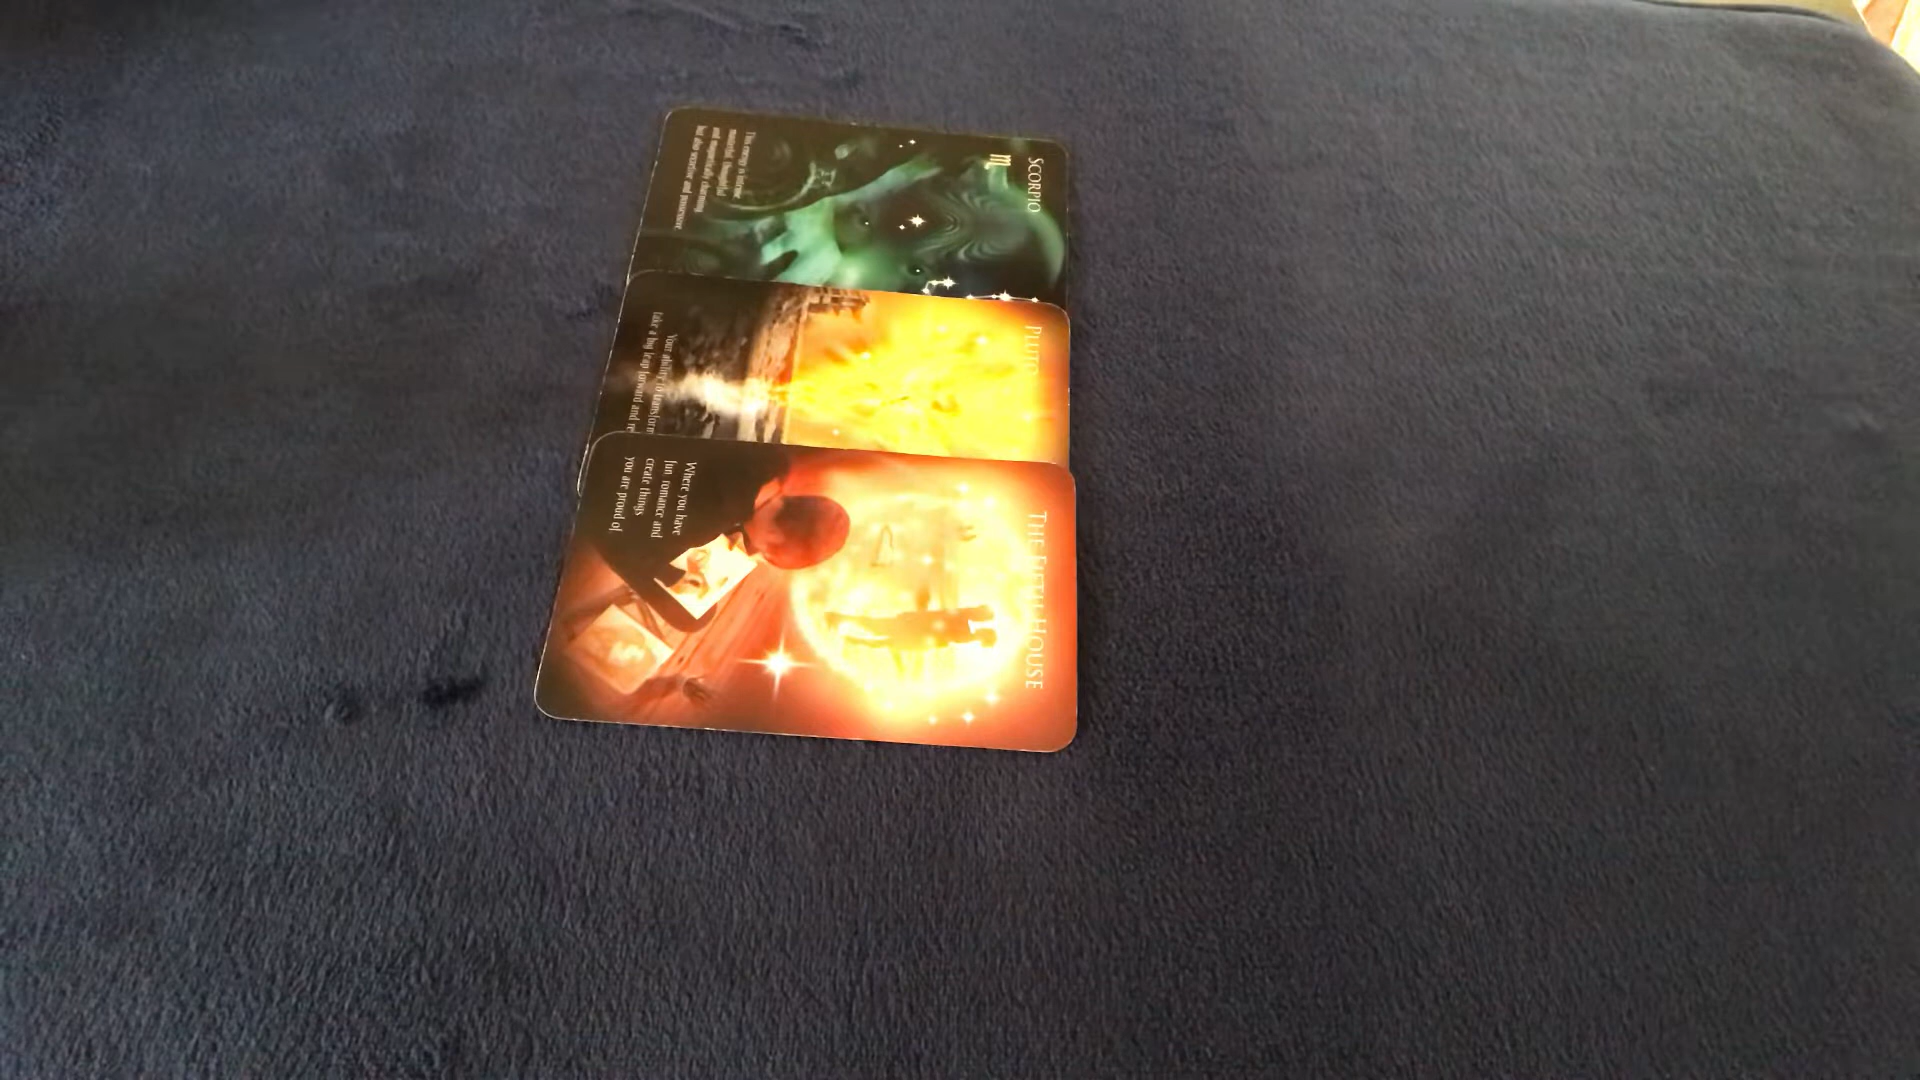 SCORPIO
♏
This energy is intense,
masterful, thoughtful
and magnetically charming
but also secretive and possessive.
PLUTO
Your ability to transform
take a big leap forward and re
THE FIFTH HOUSE
Where you have
fun, romance and
create things
you are proud of.